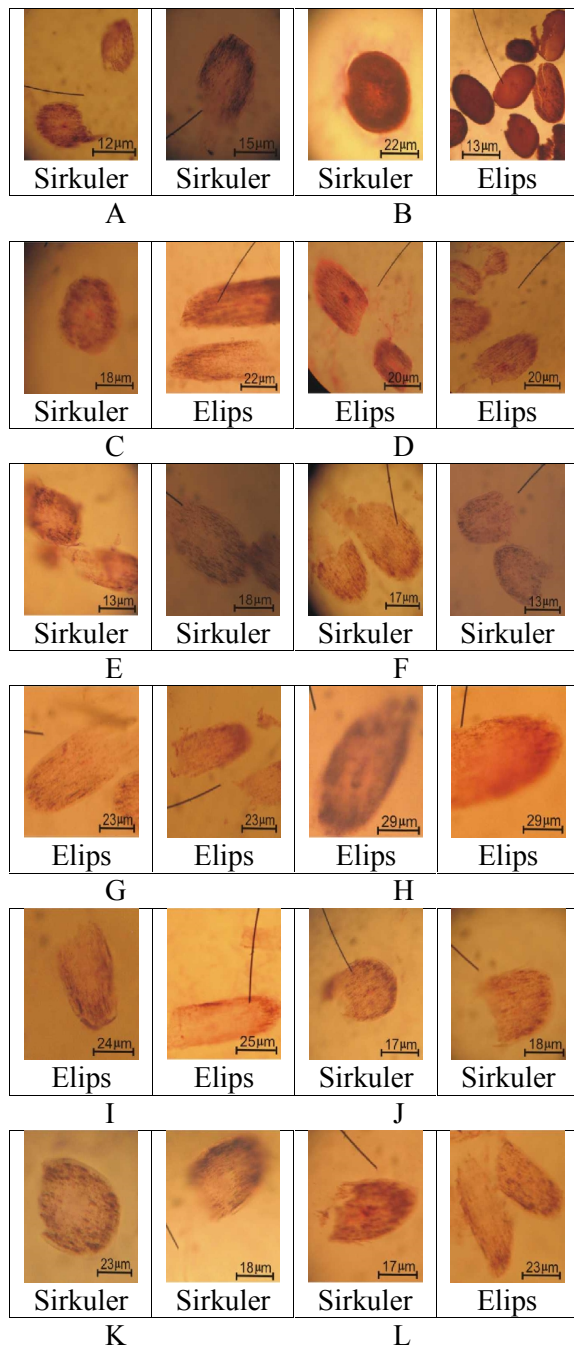 12µm 15µm 22µm 13µm
Sirkuler Sirkuler Sirkuler Elips
A B
18µm 22µm 20µm 20µm
Sirkuler Elips Elips Elips
C D
13µm 18µm 17µm 13µm
Sirkuler Sirkuler Sirkuler Sirkuler
E F
23µm 23µm 29µm 29µm
Elips Elips Elips Elips
G H
24µm 25µm 17µm 18µm
Elips Elips Sirkuler Sirkuler
I J
23µm 18µm 17µm 23µm
Sirkuler Sirkuler Sirkuler Elips
K L